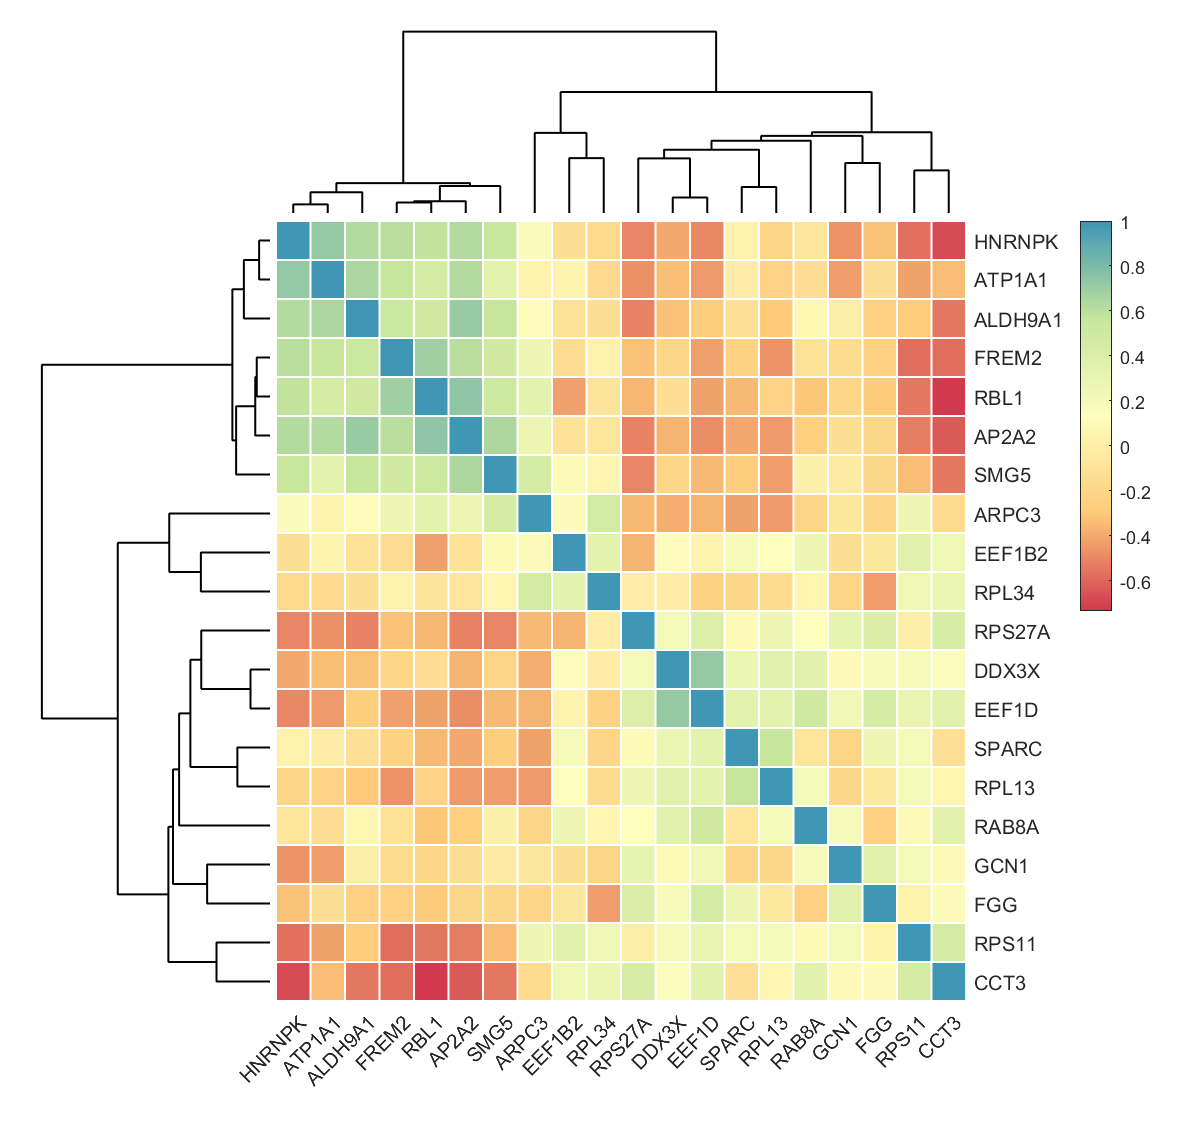 1
0.8
0.6
0.4
0.2
0
-0.2
-0.4
-0.6
HNRNPK
ATP1A1
ALDH9A1
FREM2
RBL1
AP2A2
SMG5
ARPC3
EEF1B2
RPL34
RPS27A
DDX3X
EEF1D
SPARC
RPL13
RAB8A
GCN1
FGG
RPS11
CCT3
HNRNPK
ATP1A1
ALDH9A1
FREM2
RBL1
AP2A2
SMG5
ARPC3
EEF1B2
RPL34
RPS27A
DDX3X
EEF1D
SPARC
RPL13
RAB8A
GCN1
FGG
RPS11
CCT3